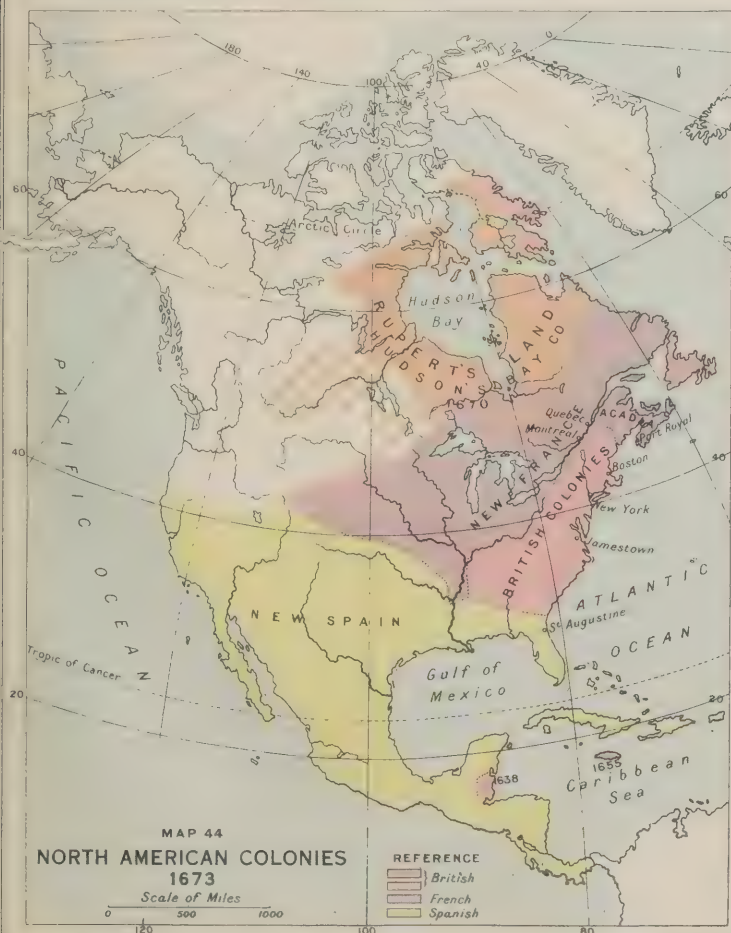 180
140
100
40
0
60
60
Arctic Circle
Hudson
Bay
RUPERT'S LAND
HUDSON'S BAY CO
1670
Quebec
Montreal
ACADIA
Port Royal
NEW FRANCE
Boston
40
40
New York
BRITISH COLONIES
Jamestown
PACIFIC OCEAN
ATLANTIC
OCEAN
NEW SPAIN
St Augustine
Tropic of Cancer
Gulf of
Mexico
20
20
1655
1638
Caribbean
Sea
MAP 44
NORTH AMERICAN COLONIES
1673
Scale of Miles
0 500 1000
REFERENCE
British
French
Spanish
120 100 80